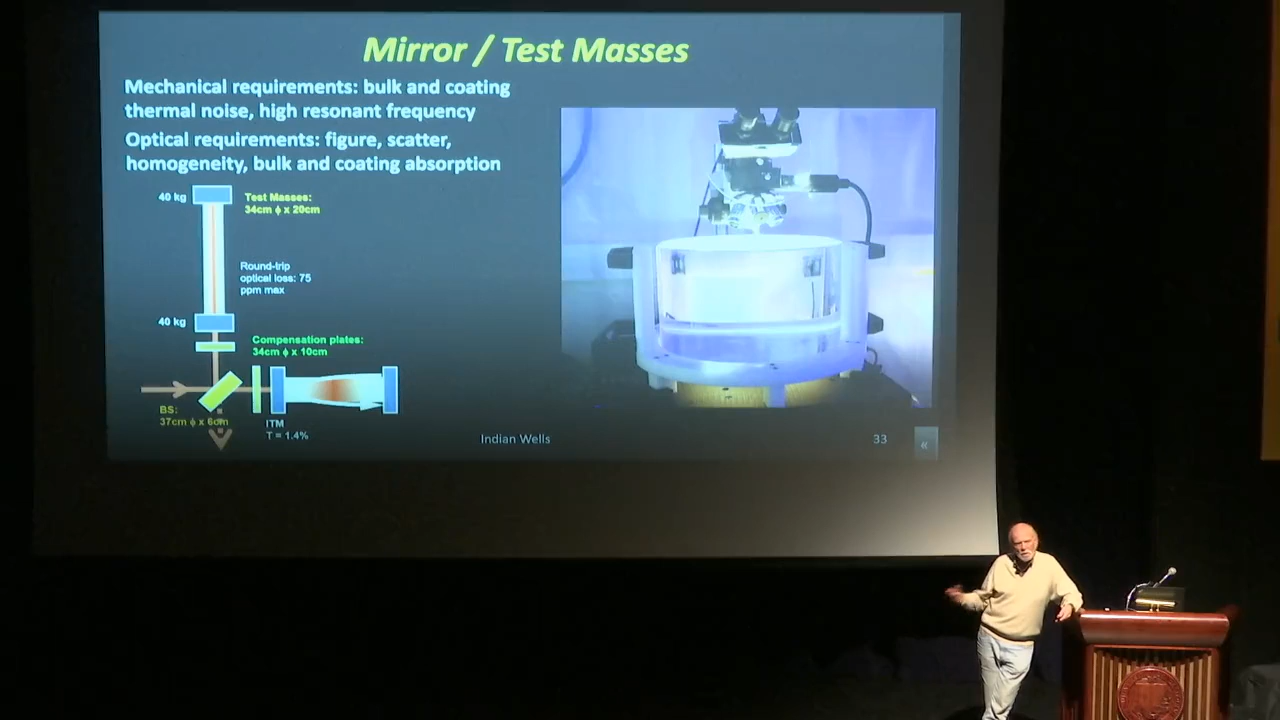 Mirror / Test Masses
Mechanical requirements: bulk and coating
thermal noise, high resonant frequency
Optical requirements: figure, scatter,
homogeneity, bulk and coating absorption
40 kg
Test Masses:
34cm ϕ x 20cm
Round-trip
optical loss: 75
ppm max
40 kg
Compensation plates:
34cm ϕ x 10cm
BS:
37cm ϕ x 6cm
ITM
T = 1.4%
Indian Wells
33
«